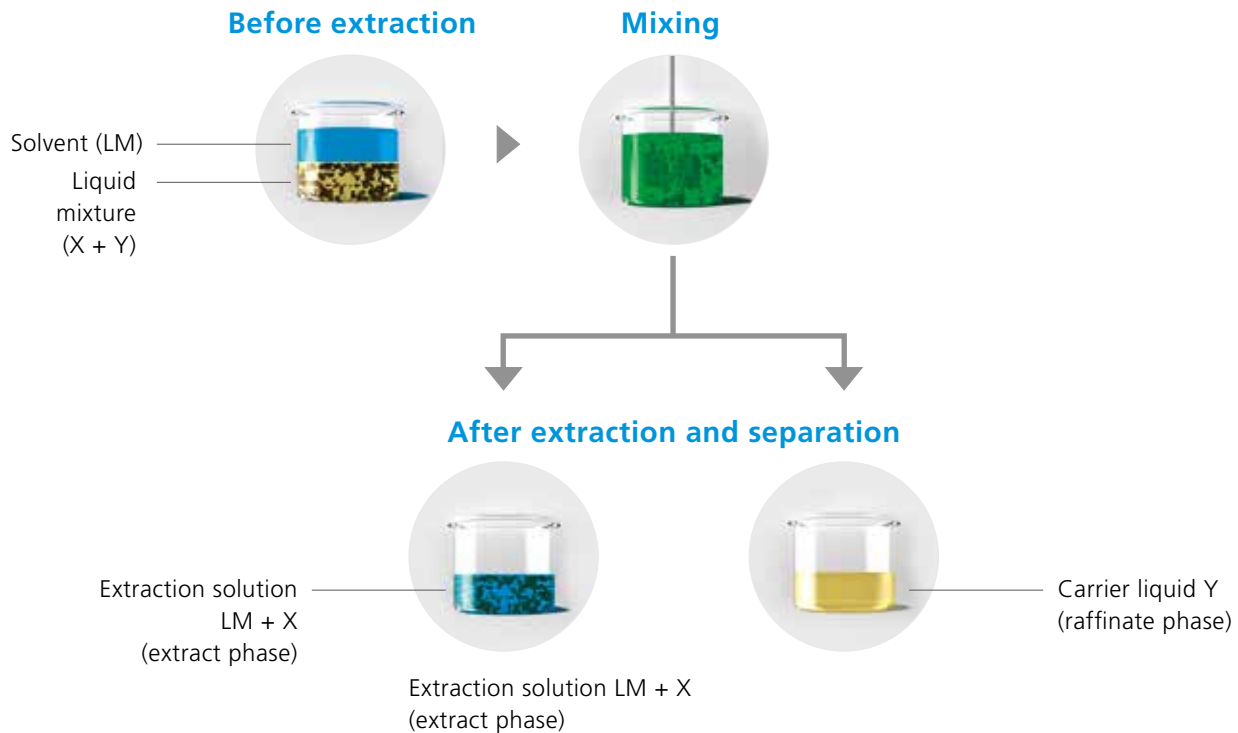 Before extraction
Mixing
Solvent (LM)
Liquid
mixture
(X + Y)
After extraction and separation
Extraction solution
LM + X
(extract phase)
Carrier liquid Y
(raffinate phase)
Extraction solution LM + X
(extract phase)